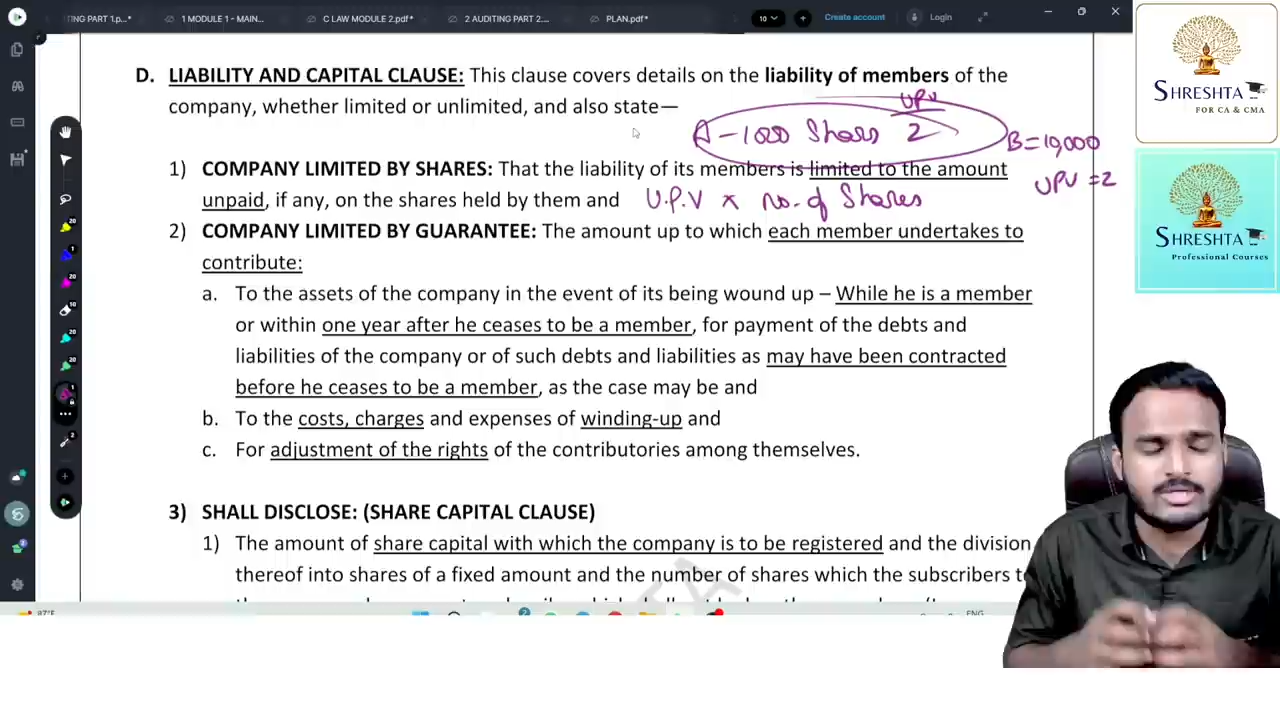 TING PART 1.p...*
1 MODULE 1 - MAIN...
C LAW MODULE 2.pdf*
2 AUDITING PART 2....
PLAN.pdf*
10
Create account
Login
D. LIABILITY AND CAPITAL CLAUSE: This clause covers details on the liability of members of the
company, whether limited or unlimited, and also state—
UPV
A - 1000 Shares 2
B = 10,000
UPV = 2
1) COMPANY LIMITED BY SHARES: That the liability of its members is limited to the amount
unpaid, if any, on the shares held by them and
U.P.V x no. of Shares
2) COMPANY LIMITED BY GUARANTEE: The amount up to which each member undertakes to
contribute:
a. To the assets of the company in the event of its being wound up – While he is a member
or within one year after he ceases to be a member, for payment of the debts and
liabilities of the company or of such debts and liabilities as may have been contracted
before he ceases to be a member, as the case may be and
b. To the costs, charges and expenses of winding-up and
c. For adjustment of the rights of the contributories among themselves.
3) SHALL DISCLOSE: (SHARE CAPITAL CLAUSE)
1) The amount of share capital with which the company is to be registered and the division
thereof into shares of a fixed amount and the number of shares which the subscribers
87°F
ENG
SHRESHTA
FOR CA & CMA
SHRESHTA
Professional Courses